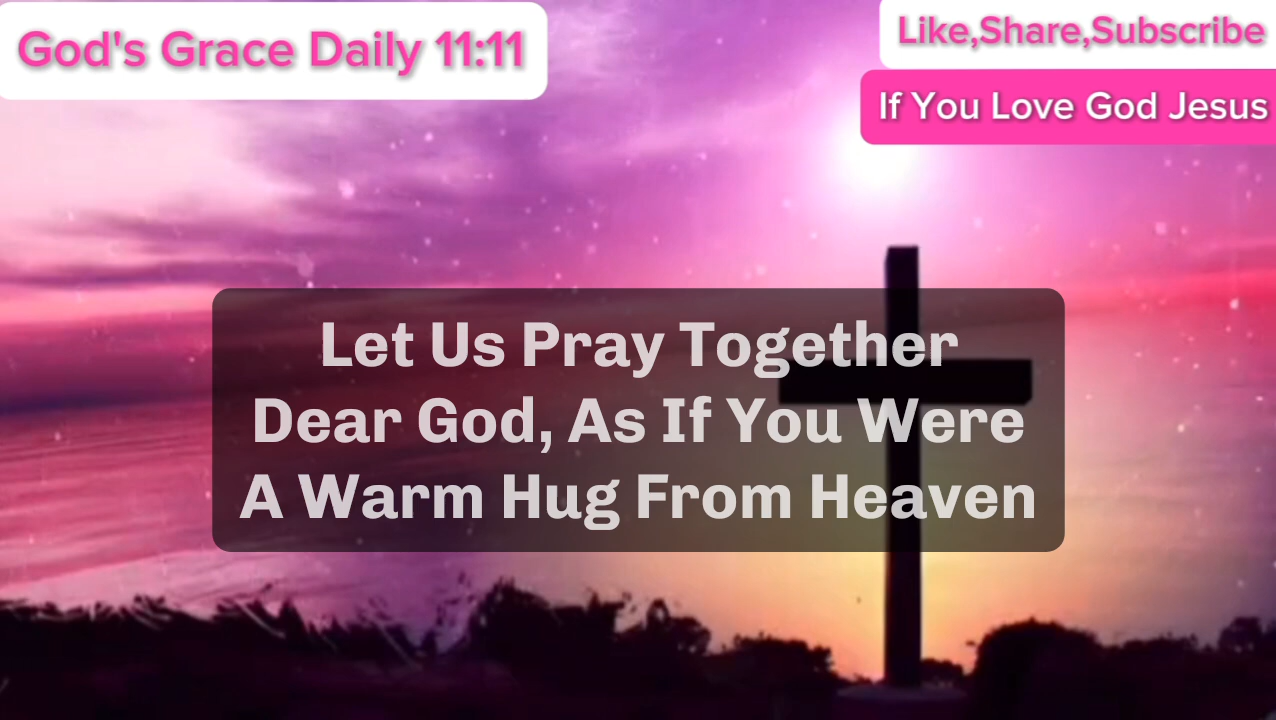 God's Grace Daily 11:11
Like,Share,Subscribe
If You Love God Jesus
Let Us Pray Together
Dear God, As If You Were
A Warm Hug From Heaven